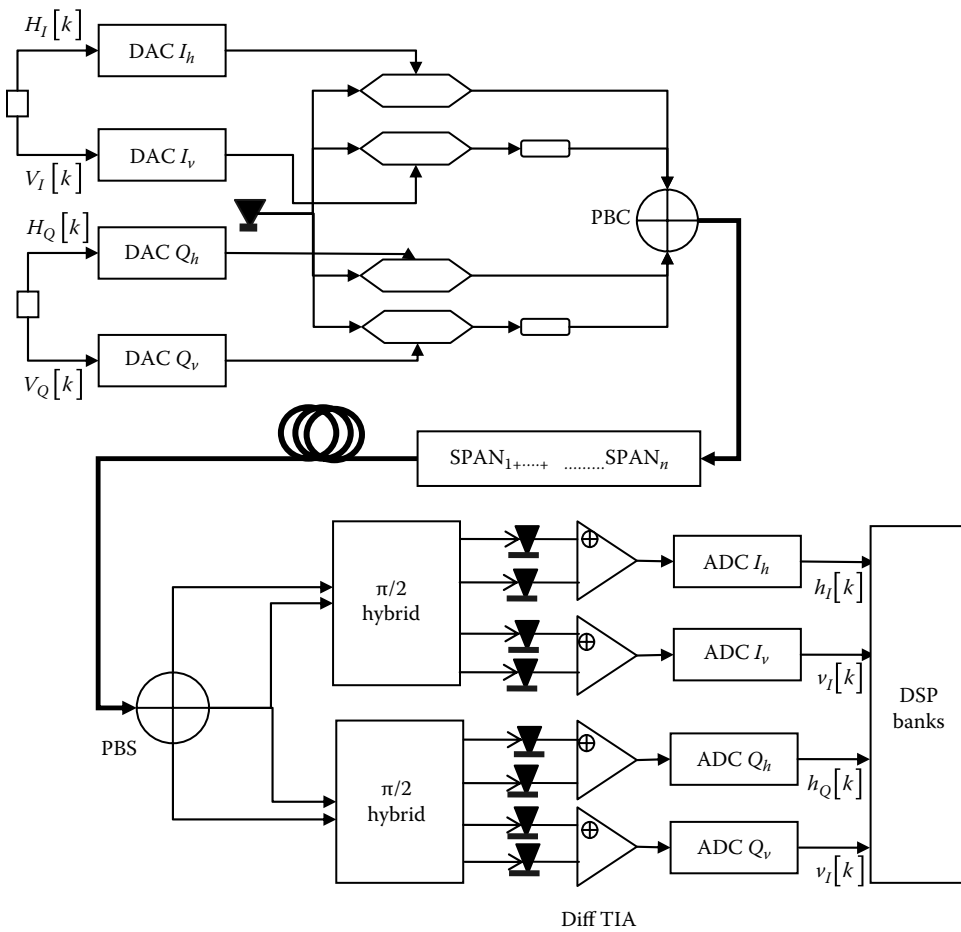 H_I[k]
DAC I_h
DAC I_v
V_I[k]
H_Q[k]
DAC Q_h
DAC Q_v
V_Q[k]
PBC
SPAN_1+....+ .........SPAN_n
π/2
hybrid
ADC I_h
h_I[k]
ADC I_v
v_I[k]
PBS
π/2
hybrid
ADC Q_h
h_Q[k]
ADC Q_v
v_I[k]
DSP
banks
Diff TIA